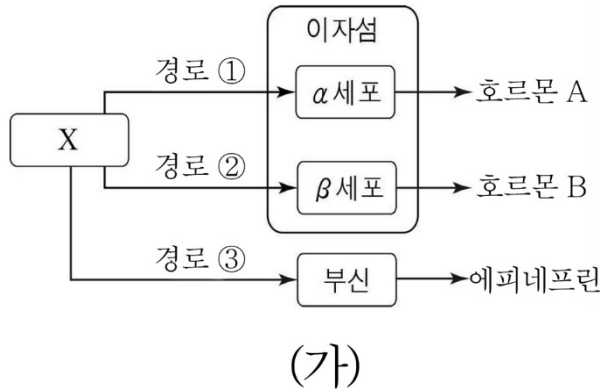 이자섬
경로 ①
α세포
호르몬 A
X
경로 ②
β세포
호르몬 B
경로 ③
부신
에피네프린
(가)